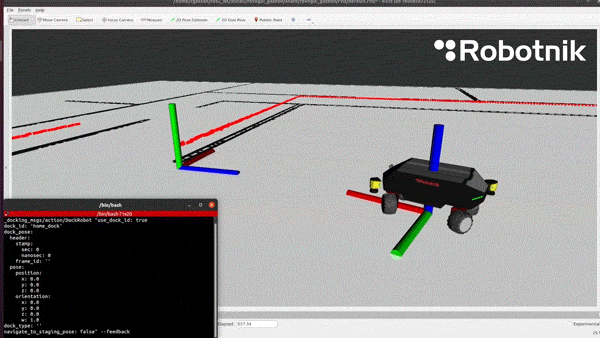 File Panels Help
Interact Move Camera Select Focus Camera Measure 2D Pose Estimate 2D Goal Pose Publish Point
Robotnik
/bin/bash
/bin/bash 71x20
_docking_msgs/action/DockRobot "use_dock_id: true
dock_id: 'home_dock'
dock_pose:
header:
stamp:
sec: 0
nanosec: 0
frame_id: ''
pose:
position:
x: 0.0
y: 0.0
z: 0.0
orientation:
x: 0.0
y: 0.0
z: 0.0
w: 1.0
dock_type: ''
navigate_to_staging_pose: false" --feedback
Elapsed: 537.34
Experimental